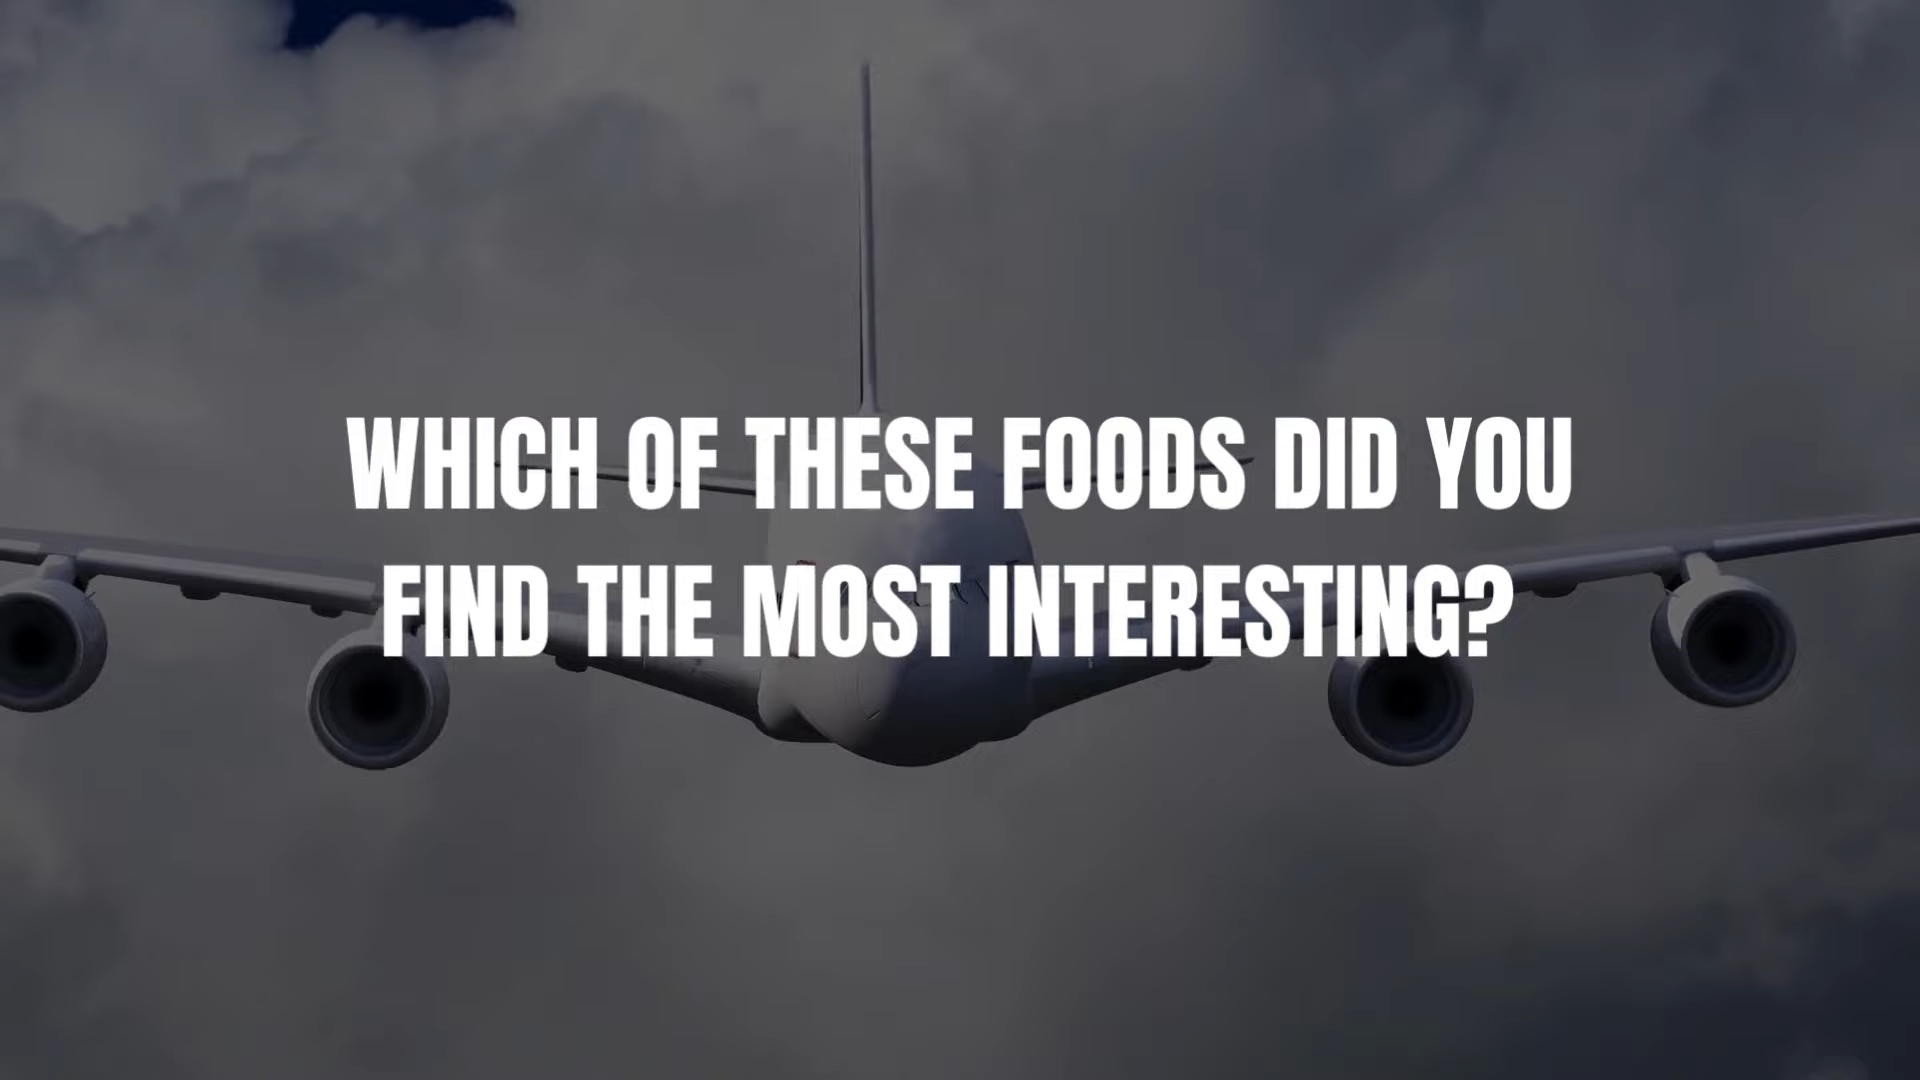 WHICH OF THESE FOODS DID YOU
FIND THE MOST INTERESTING?